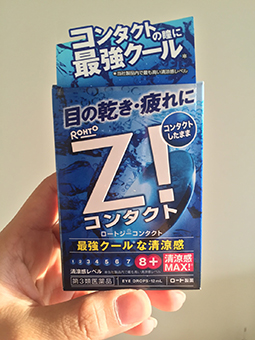 コンタクトの瞳に
最強クール※
※当社製品内で最も高い清涼感レベル
目の乾き・疲れに
ROHTO
コンタクト
したまま
Z!
コンタクト
ロートジーコンタクト
最強クールな清涼感
清涼感レベル
1 2 3 4 5 6 7 8+
清涼感
MAX!
第3類医薬品
EYE DROPS・12mL
ロート製薬